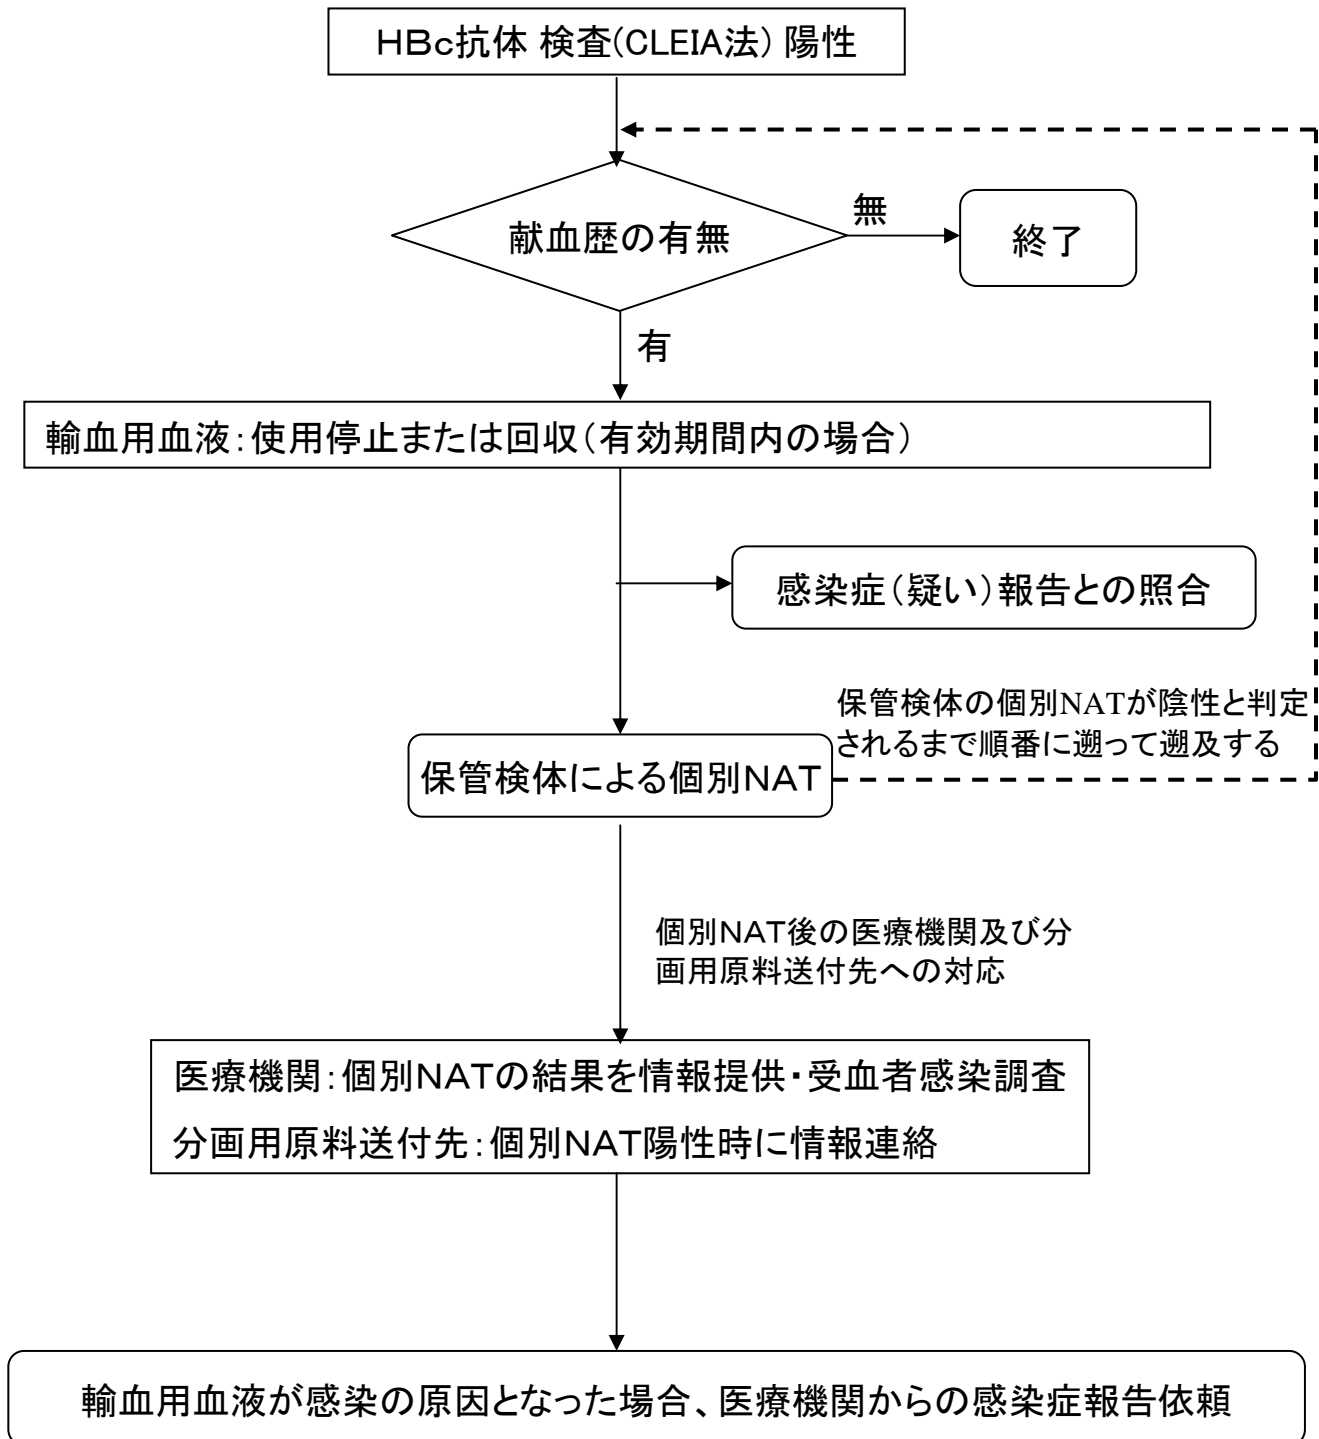 HBc抗体 検査(CLEIA法) 陽性
献血歴の有無
無
終了
有
輸血用血液：使用停止または回収（有効期間内の場合）
感染症（疑い）報告との照合
保管検体の個別NATが陰性と判定
されるまで順番に遡って遡及する
保管検体による個別NAT
個別NAT後の医療機関及び分
画用原料送付先への対応
医療機関：個別NATの結果を情報提供・受血者感染調査
分画用原料送付先：個別NAT陽性時に情報連絡
輸血用血液が感染の原因となった場合、医療機関からの感染症報告依頼